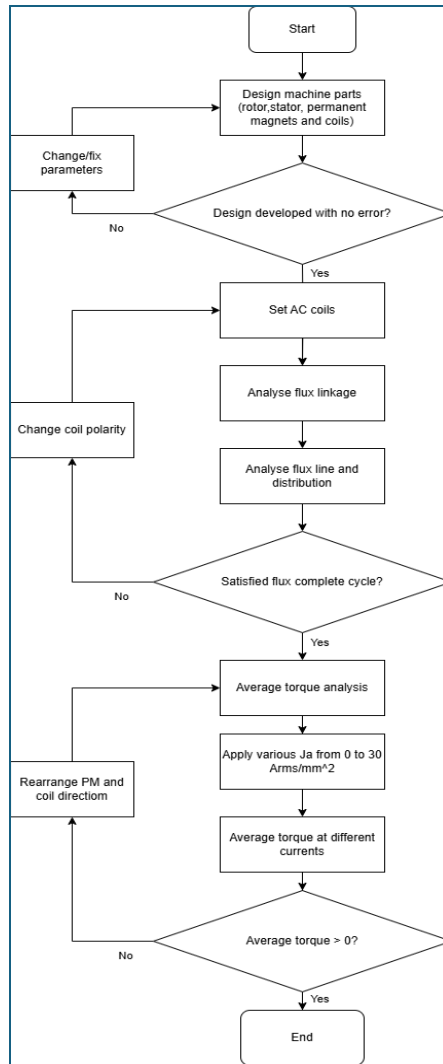 Start
Design machine parts
(rotor,stator, permanent
magnets and coils)
Change/fix
parameters
Design developed with no error?
No
Yes
Set AC coils
Analyse flux linkage
Change coil polarity
Analyse flux line and
distribution
Satisfied flux complete cycle?
No
Yes
Average torque analysis
Apply various Ja from 0 to 30
Arms/mm^2
Rearrange PM and
coil directiom
Average torque at different
currents
Average torque > 0?
No
Yes
End